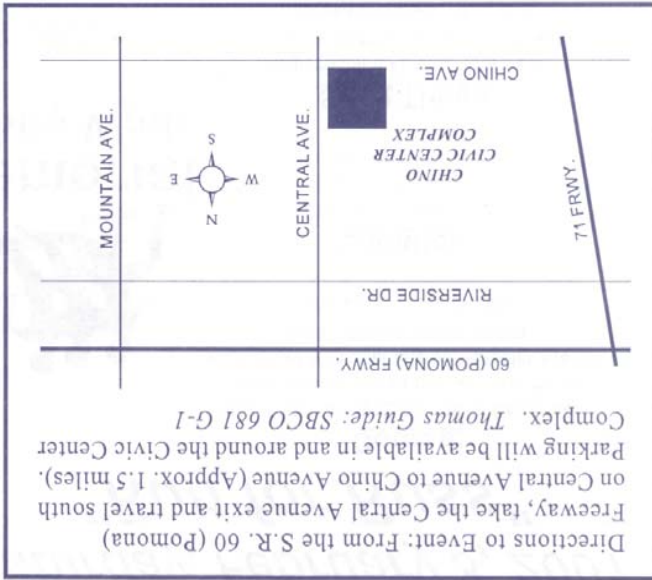 Directions to Event: From the S.R. 60 (Pomona)
Freeway, take the Central Avenue exit and travel south
on Central Avenue to Chino Avenue (Approx. 1.5 miles).
Parking will be available in and around the Civic Center
Complex. Thomas Guide: SBCO 681 G-1
60 (POMONA) FRWY.
RIVERSIDE DR.
71 FRWY.
CHINO
CIVIC CENTER
COMPLEX
CHINO AVE.
CENTRAL AVE.
N
W
E
S
MOUNTAIN AVE.